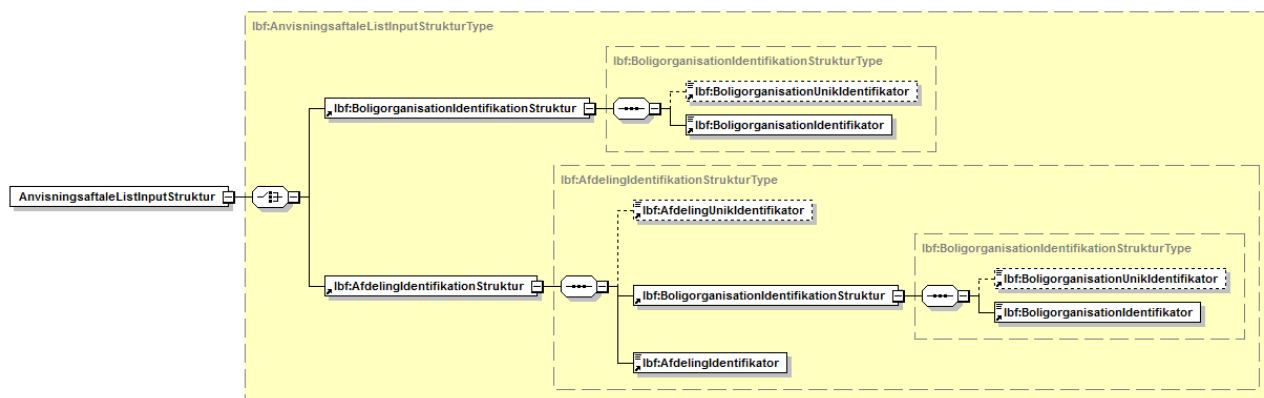 lbf:AnvisningsaftaleListInputStrukturType
lbf:BoligorganisationIdentifikationStrukturType
lbf:BoligorganisationUnikIdentifikator
lbf:BoligorganisationIdentifikationStruktur
lbf:BoligorganisationIdentifikator
lbf:AfdelingIdentifikationStrukturType
AnvisningsaftaleListInputStruktur
lbf:AfdelingUnikIdentifikator
lbf:BoligorganisationIdentifikationStrukturType
lbf:BoligorganisationUnikIdentifikator
lbf:AfdelingIdentifikationStruktur
lbf:BoligorganisationIdentifikationStruktur
lbf:BoligorganisationIdentifikator
lbf:AfdelingIdentifikator